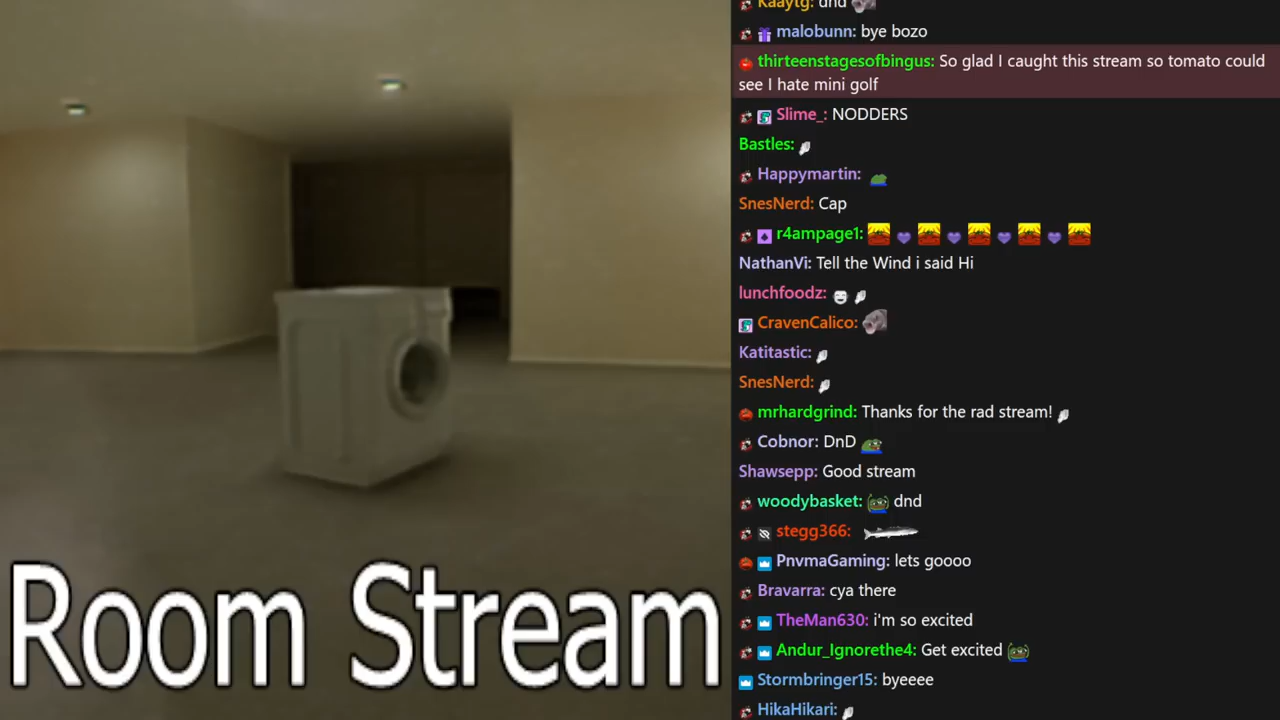 Kaaytg: dnd
malobunn: bye bozo
thirteenstagesofbingus: So glad I caught this stream so tomato could
see I hate mini golf
Slime_: NODDERS
Bastles:
Happymartin:
SnesNerd: Cap
r4ampage1:
NathanVi: Tell the Wind i said Hi
lunchfoodz:
CravenCalico:
Katitastic:
SnesNerd:
mrhardgrind: Thanks for the rad stream!
Cobnor: DnD
Shawsepp: Good stream
woodybasket: dnd
stegg366:
PnvmaGaming: lets goooo
Bravarra: cya there
TheMan630: i'm so excited
Andur_Ignorethe4: Get excited
Stormbringer15: byeeee
HikaHikari:
Room Stream